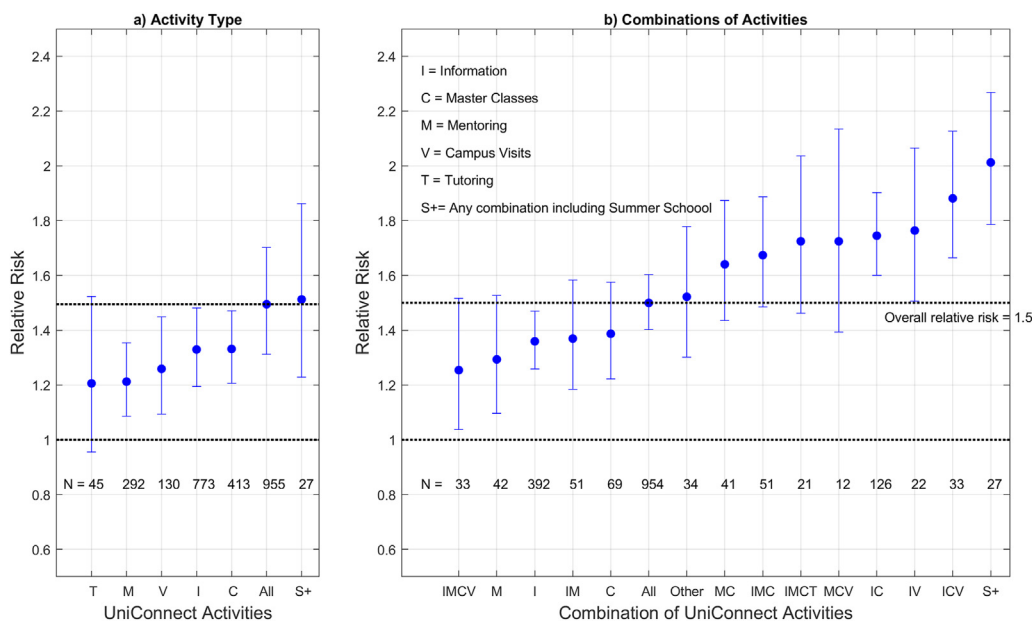 a) Activity Type
2.4
2.2
2
1.8
1.6
1.4
1.2
1
0.8
0.6
Relative Risk
N = 45 292 130 773 413 955 27
T M V I C All S+
UniConnect Activities
b) Combinations of Activities
2.4
2.2
2
1.8
1.6
1.4
1.2
1
0.8
0.6
Relative Risk
I = Information
C = Master Classes
M = Mentoring
V = Campus Visits
T = Tutoring
S+= Any combination including Summer Schoool
Overall relative risk = 1.5
N = 33 42 392 51 69 954 34 41 51 21 12 126 22 33 27
IMCV M I IM C All Other MC IMC IMCT MCV IC IV ICV S+
Combination of UniConnect Activities